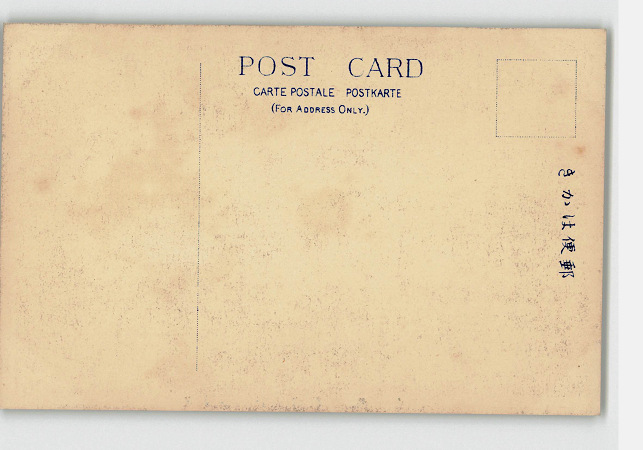 POST CARD
CARTE POSTALE POSTKARTE
(FOR ADDRESS ONLY.)
きかは便郵